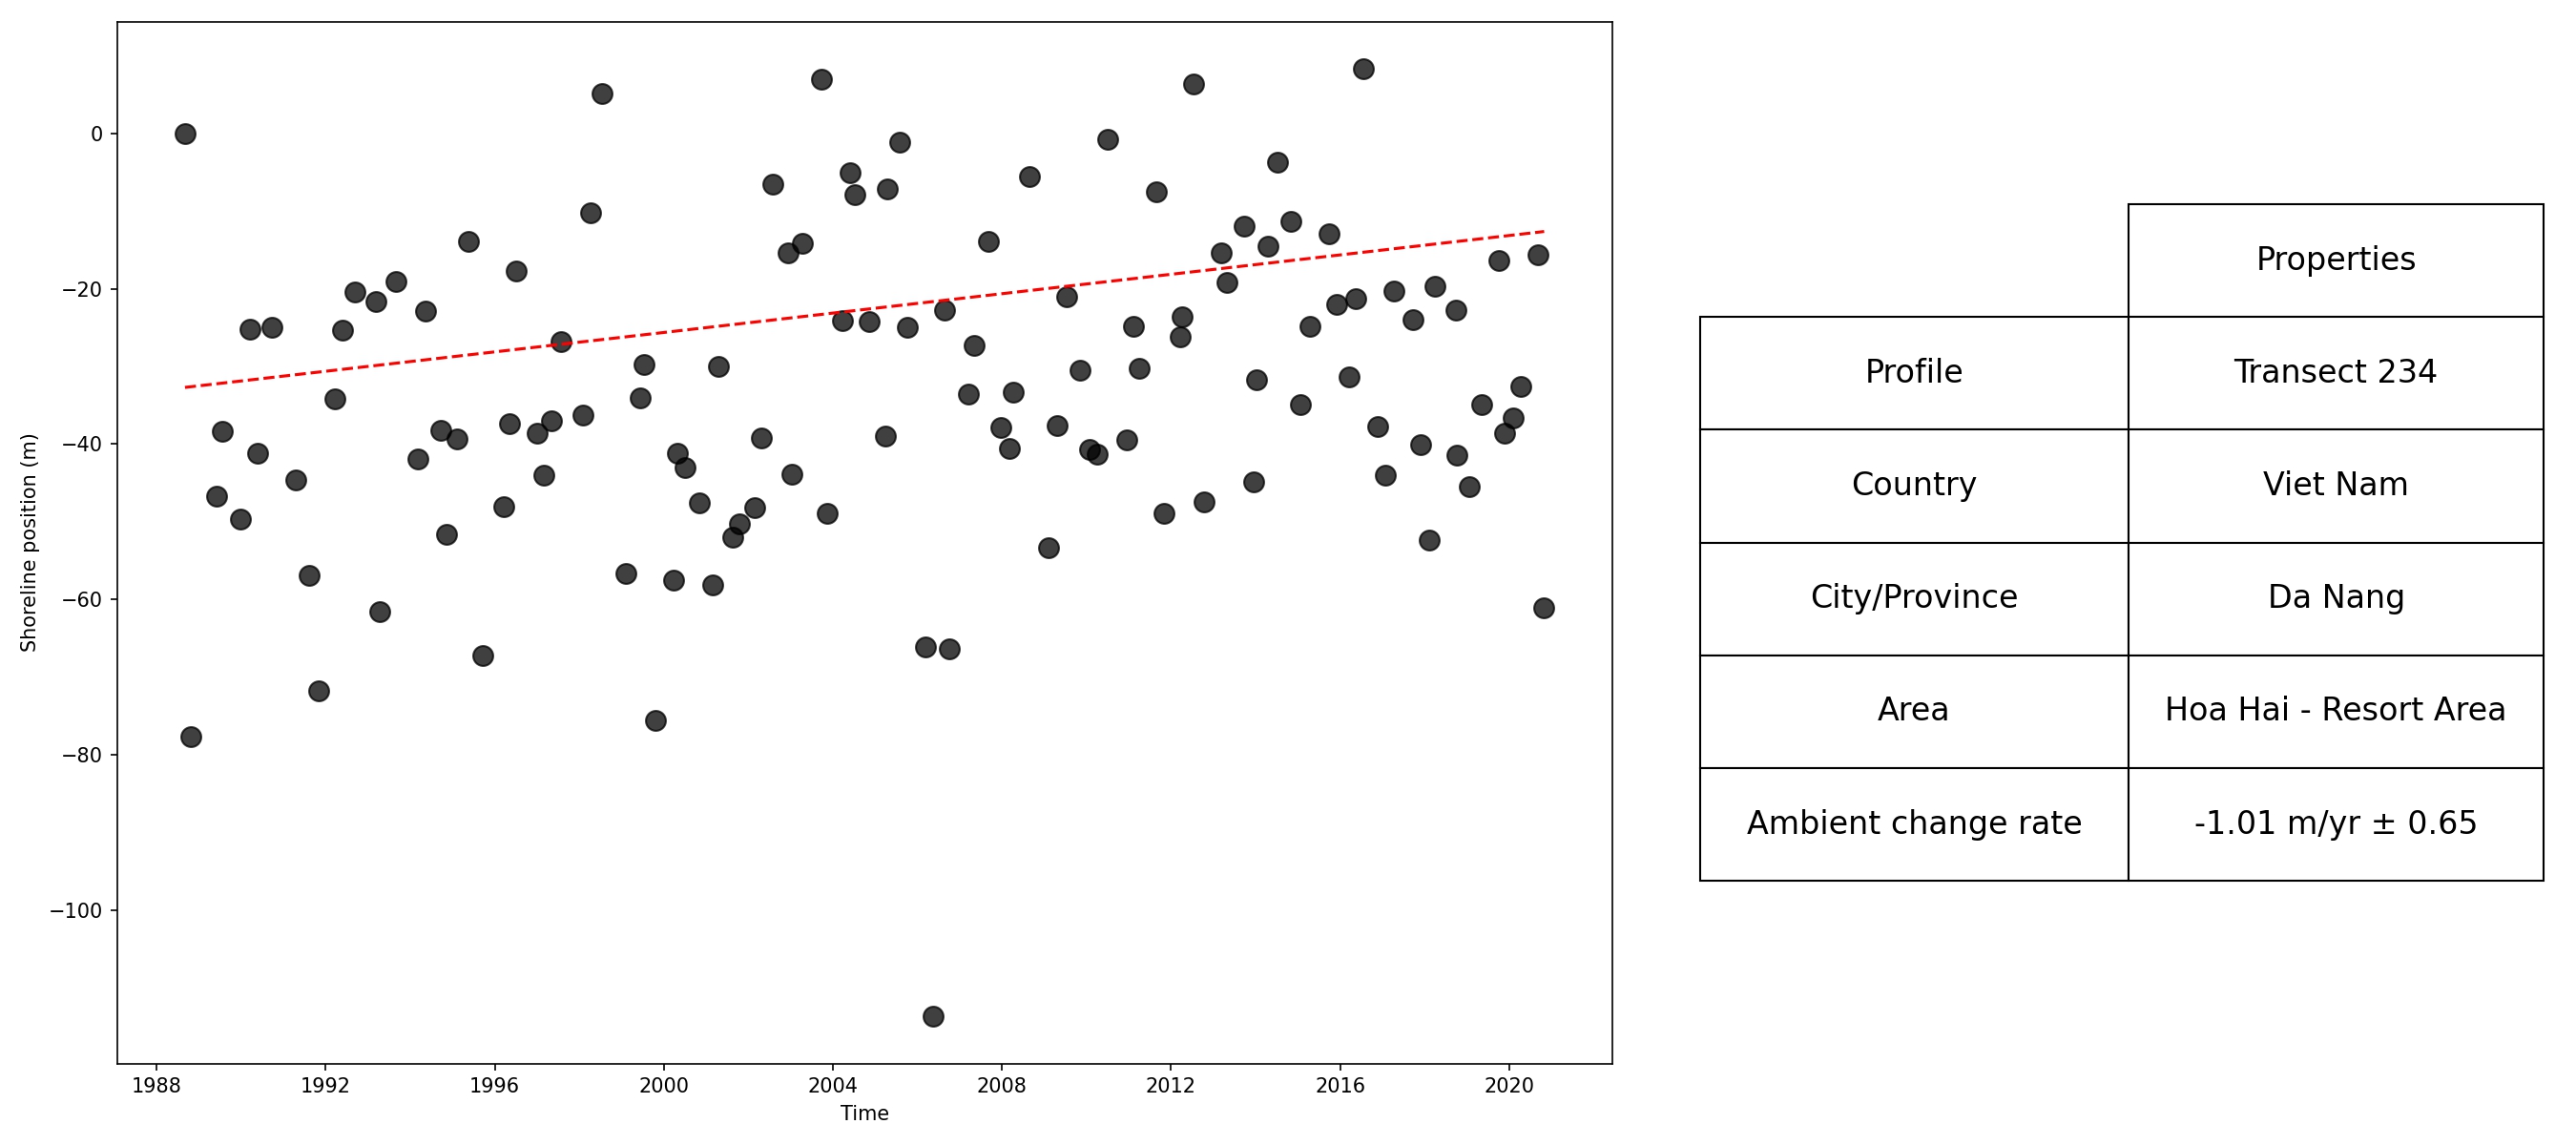 0
−20
−40
−60
−80
−100
Shoreline position (m)
1988 1992 1996 2000 2004 2008 2012 2016 2020
Time
Properties
Profile Transect 234
Country Viet Nam
City/Province Da Nang
Area Hoa Hai - Resort Area
Ambient change rate -1.01 m/yr ± 0.65